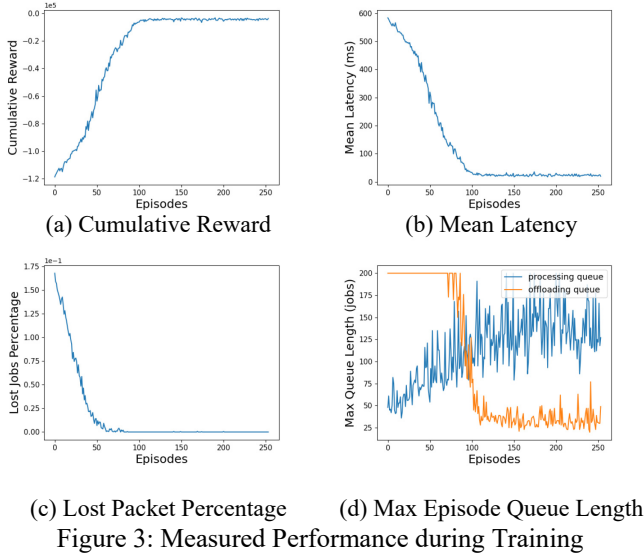 1e5
0.0
−0.2
−0.4
−0.6
−0.8
−1.0
−1.2
Cumulative Reward
0 50 100 150 200 250
Episodes
(a) Cumulative Reward
600
500
400
300
200
100
0
Mean Latency (ms)
0 50 100 150 200 250
Episodes
(b) Mean Latency
1e−1
1.75
1.50
1.25
1.00
0.75
0.50
0.25
0.00
Lost Jobs Percentage
0 50 100 150 200 250
Episodes
(c) Lost Packet Percentage
200
175
150
125
100
75
50
25
Max Queue Length (jobs)
processing queue
offloading queue
0 50 100 150 200 250
Episodes
(d) Max Episode Queue Length
Figure 3: Measured Performance during Training